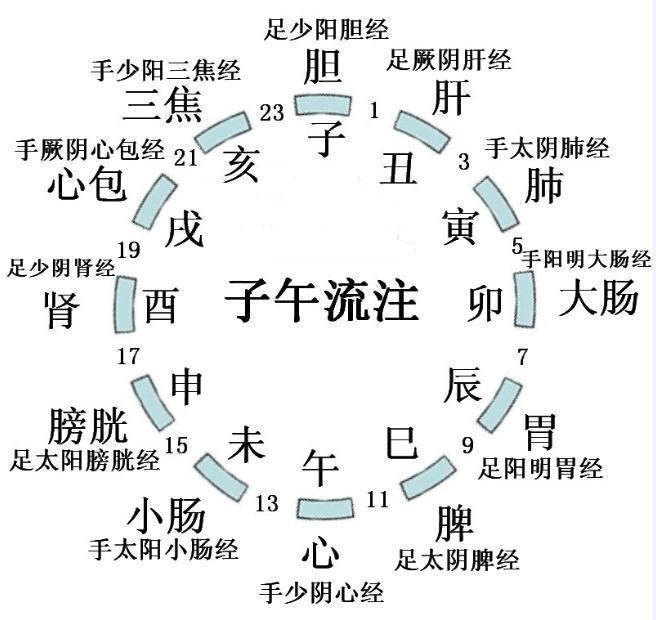 足少阳胆经
胆
子
1
足厥阴肝经
肝
丑
3
手太阴肺经
肺
寅
5
手阳明大肠经
大肠
卯
7
辰
胃
足阳明胃经
9
巳
脾
足太阴脾经
11
午
心
手少阴心经
13
未
小肠
手太阳小肠经
15
申
膀胱
足太阳膀胱经
17
足少阴肾经
肾
酉
19
手厥阴心包经
心包
戌
21
手少阳三焦经
三焦
亥
23
子午流注